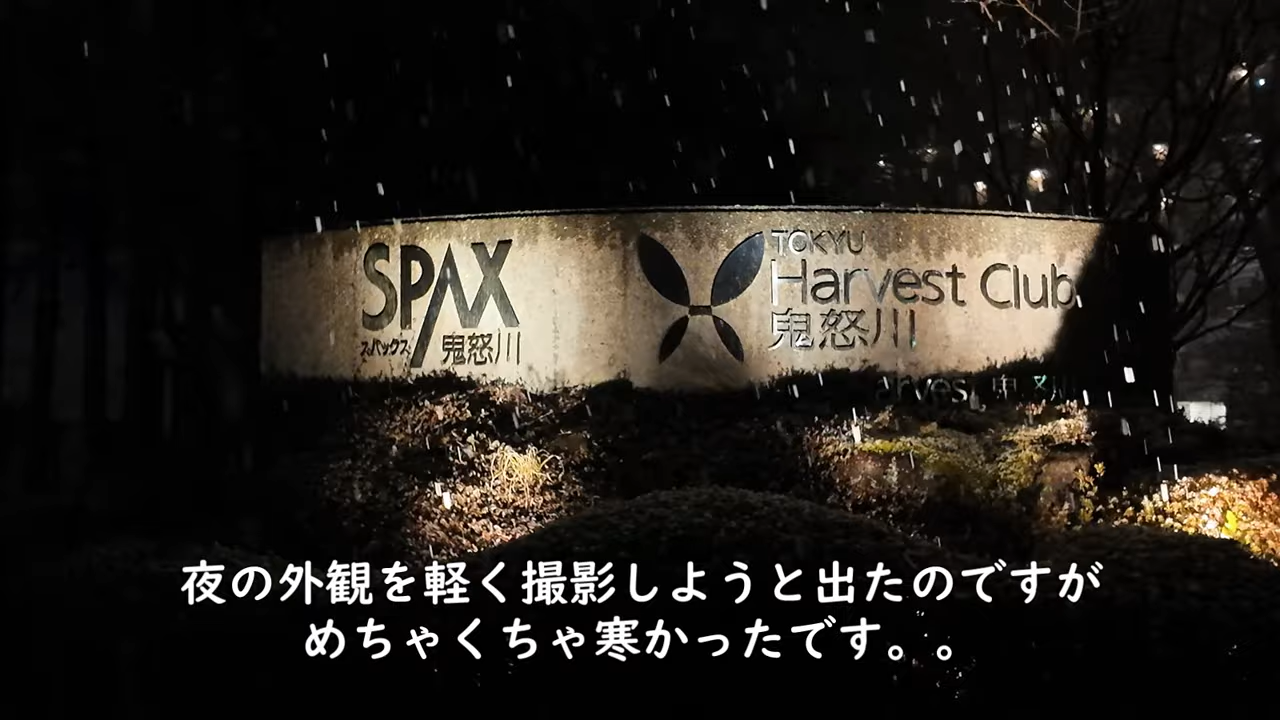 SPAX
スパックス 鬼怒川
TOKYU
Harvest Club
鬼怒川
夜の外観を軽く撮影しようと出たのですが
めちゃくちゃ寒かったです。。